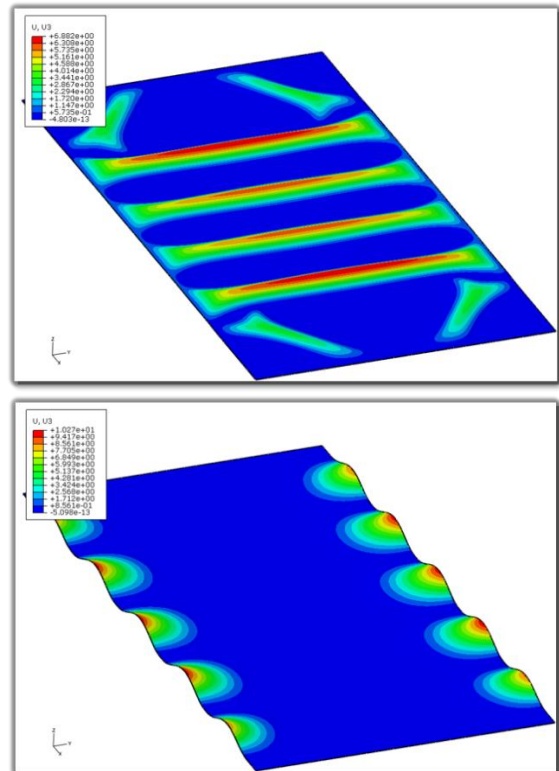 U, U3
+6.882e+00
+6.308e+00
+5.735e+00
+5.161e+00
+4.588e+00
+4.014e+00
+3.441e+00
+2.867e+00
+2.294e+00
+1.720e+00
+1.147e+00
+5.735e-01
-4.803e-13
Z
Y
X
U, U3
+1.027e+01
+9.417e+00
+8.561e+00
+7.705e+00
+6.849e+00
+5.993e+00
+5.137e+00
+4.281e+00
+3.424e+00
+2.568e+00
+1.712e+00
+8.561e-01
-5.098e-13
Z
Y
X